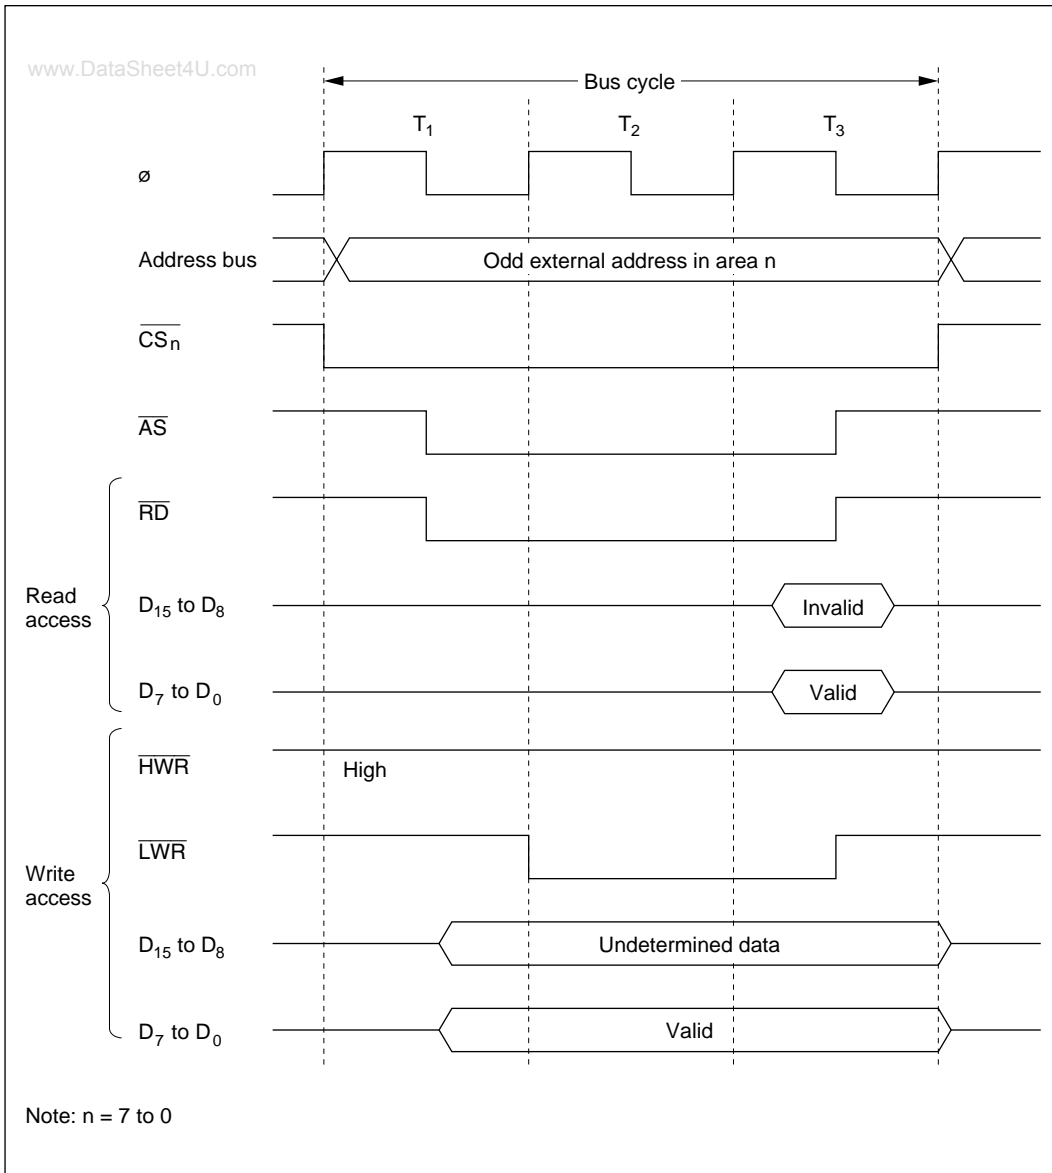 www.DataSheet4U.com
Bus cycle
T1 T2 T3
ø
Address bus Odd external address in area n
CSn
AS
RD
Read access
D15 to D8 Invalid
D7 to D0 Valid
HWR High
LWR
Write access
D15 to D8 Undetermined data
D7 to D0 Valid
Note: n = 7 to 0